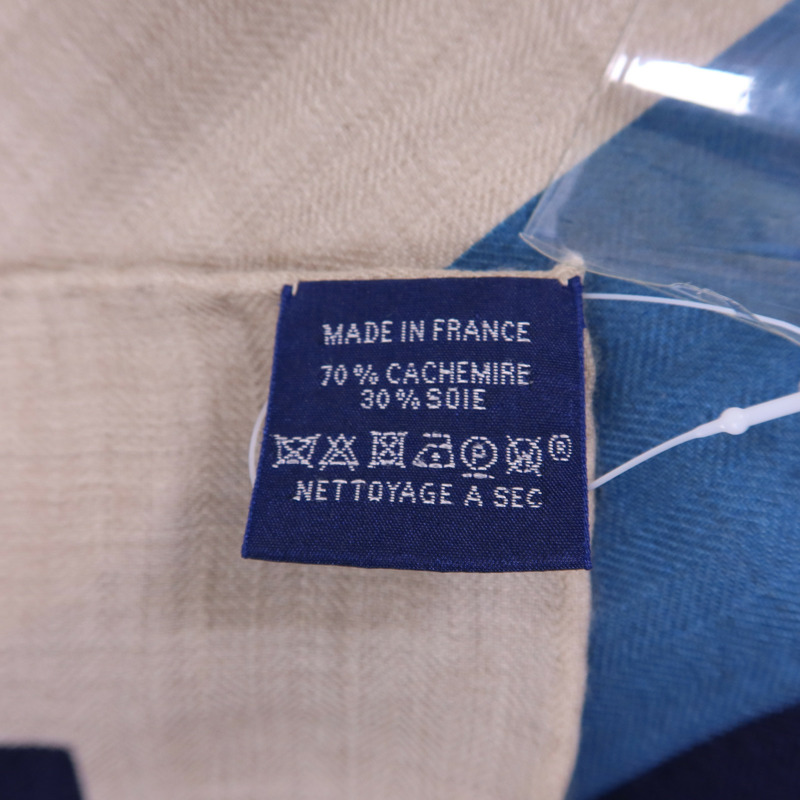 MADE IN FRANCE
70% CACHEMIRE
30% SOIE
P W ®
NETTOYAGE A SEC